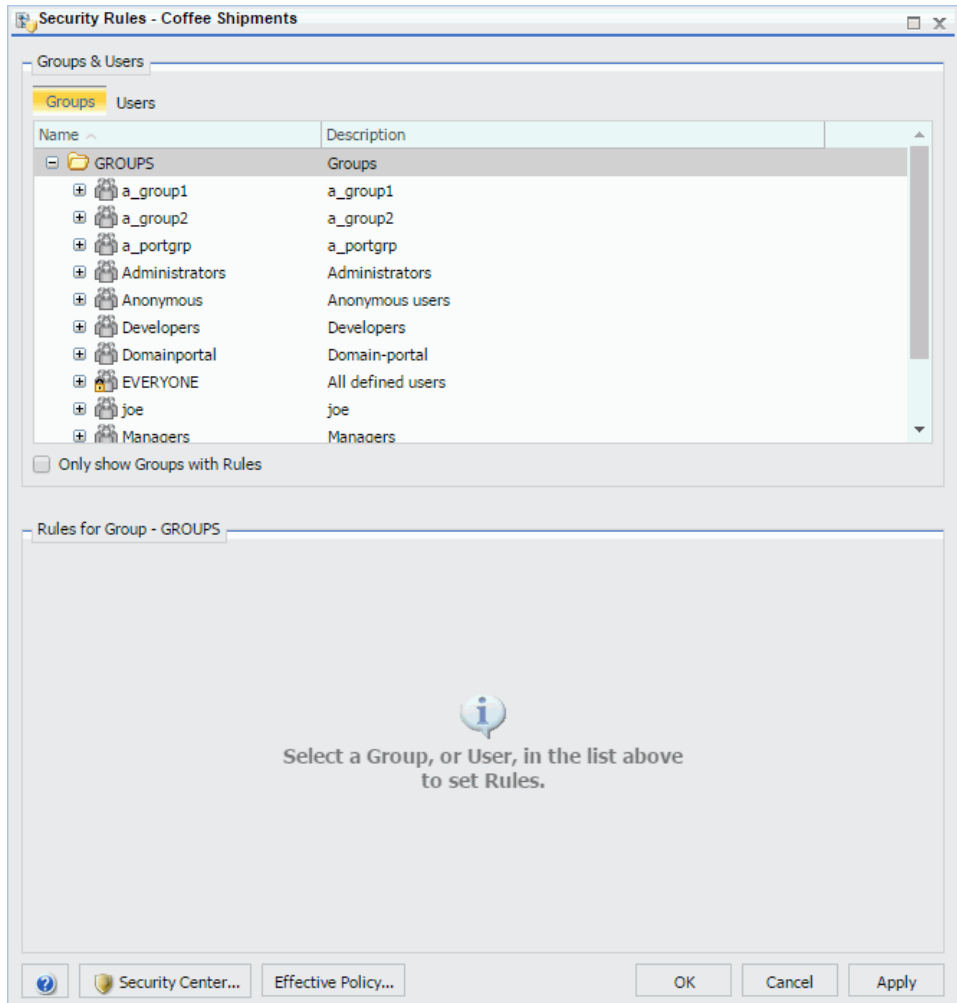 Security Rules - Coffee Shipments
Groups & Users
Groups Users
Name Description
GROUPS Groups
a_group1 a_group1
a_group2 a_group2
a_portgrp a_portgrp
Administrators Administrators
Anonymous Anonymous users
Developers Developers
Domainportal Domain-portal
EVERYONE All defined users
joe joe
Managers Managers
Only show Groups with Rules
Rules for Group - GROUPS
Select a Group, or User, in the list above
to set Rules.
Security Center... Effective Policy... OK Cancel Apply